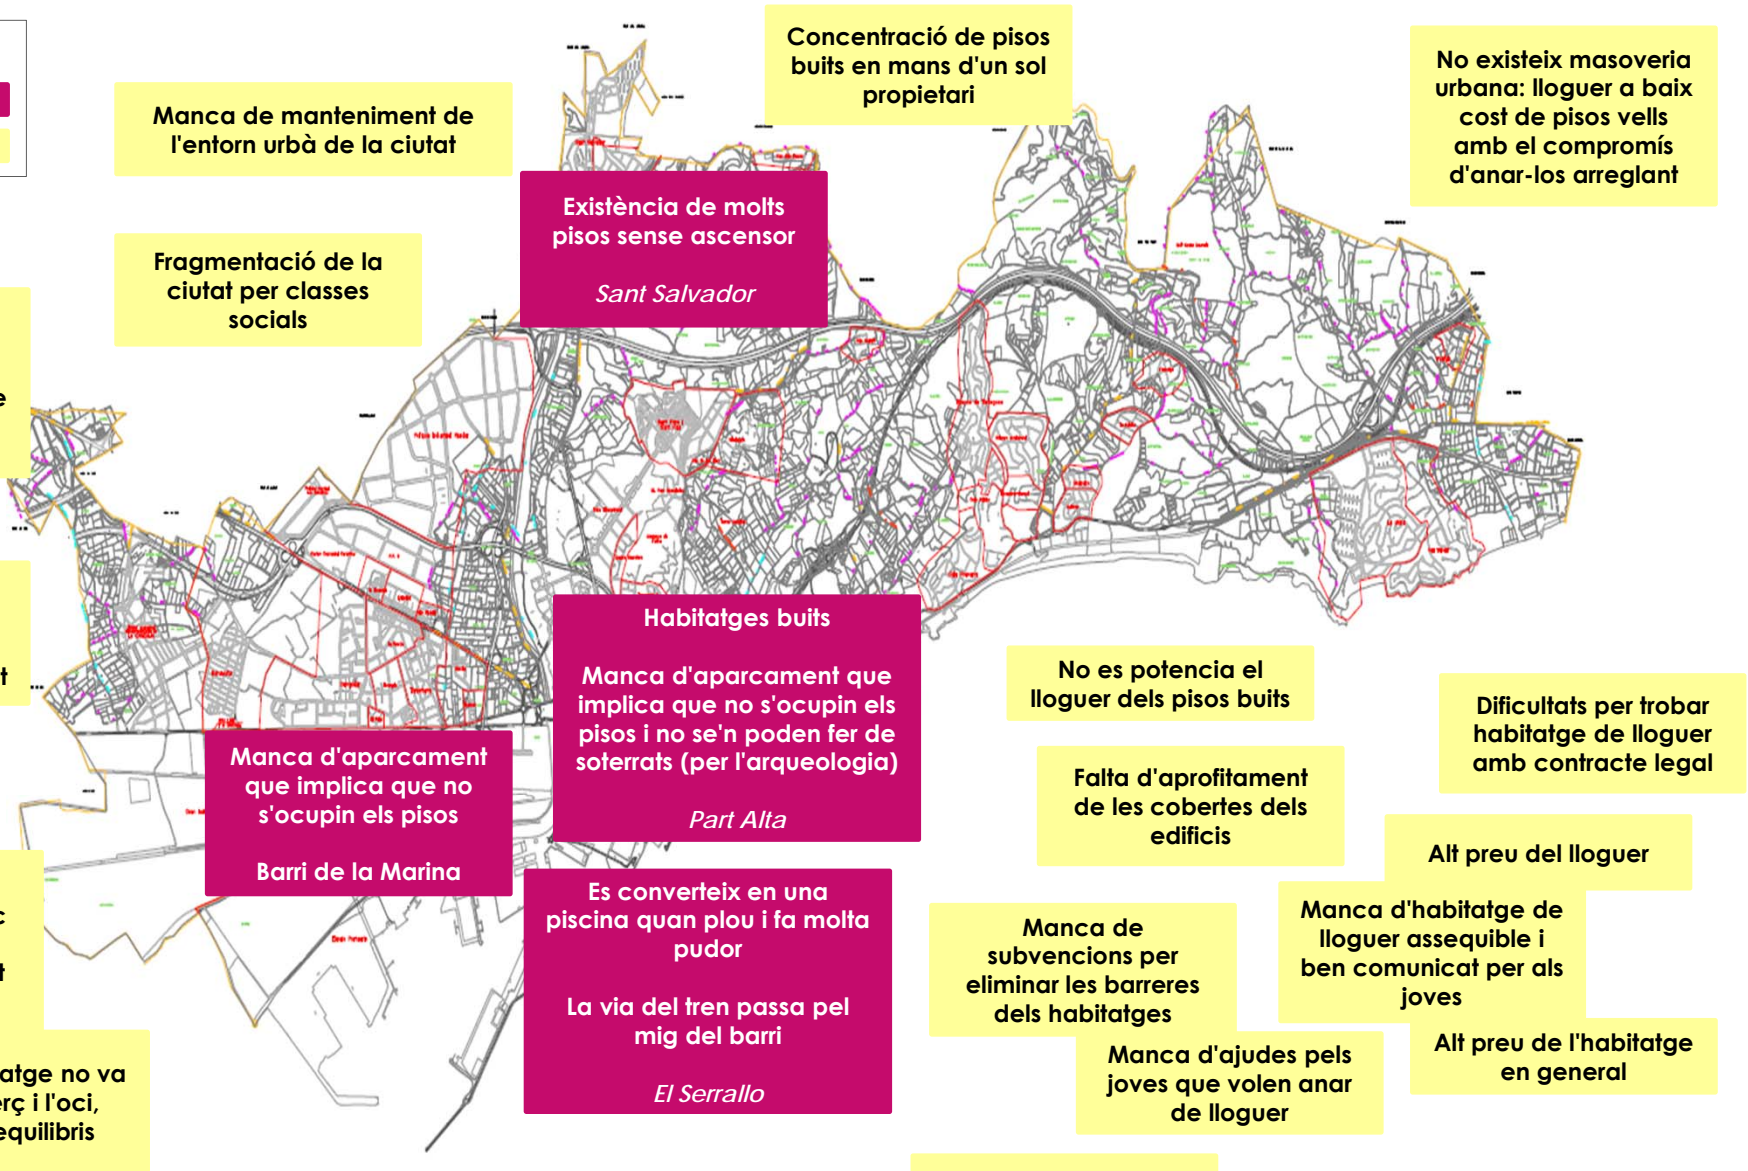 Concentració de pisos
buits en mans d'un sol
propietari
No existeix masoveria
urbana: lloguer a baix
cost de pisos vells
amb el compromís
d'anar-los arreglant
Manca de manteniment de
l'entorn urbà de la ciutat
Existència de molts
pisos sense ascensor
Sant Salvador
Fragmentació de la
ciutat per classes
socials
Habitatges buits
Manca d'aparcament que
implica que no s'ocupin els
pisos i no se'n poden fer de
soterrats (per l'arqueologia)
Part Alta
No es potencia el
lloguer dels pisos buits
Dificultats per trobar
habitatge de lloguer
amb contracte legal
Manca d'aparcament
que implica que no
s'ocupin els pisos
Barri de la Marina
Falta d'aprofitament
de les cobertes dels
edificis
Alt preu del lloguer
Es converteix en una
piscina quan plou i fa molta
pudor
La via del tren passa pel
mig del barri
El Serrallo
Manca de
subvencions per
eliminar les barreres
dels habitatges
Manca d'habitatge de
lloguer assequible i
ben comunicat per als
joves
Manca d'ajudes pels
joves que volen anar
de lloguer
Alt preu de l'habitatge
en general
atge no va
erç i l'oci,
equilibris